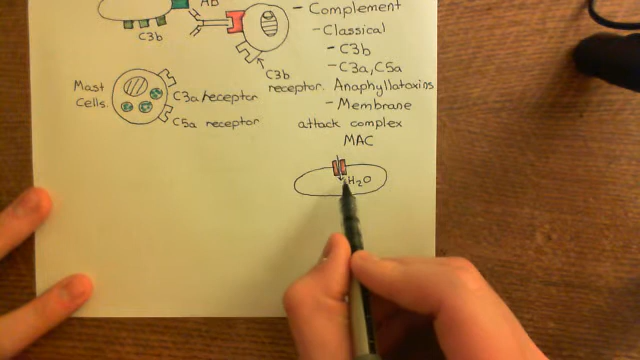 AB
C3b
C3b
receptor.
Mast
Cells.
C3a receptor
C5a receptor
- Complement
- Classical
- C3b
- C3a, C5a
Anaphyllatoxins
- Membrane
attack complex
MAC
H2O